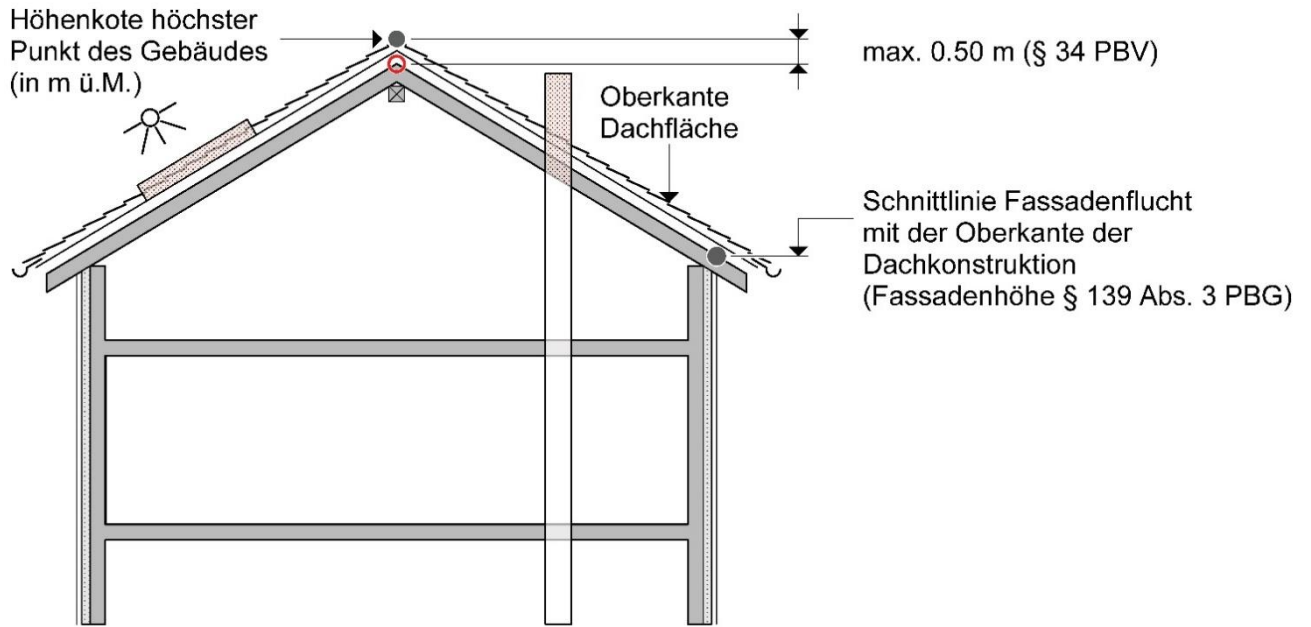 Höhenkote höchster
Punkt des Gebäudes
(in m ü.M.)
max. 0.50 m (§ 34 PBV)
Oberkante
Dachfläche
Schnittlinie Fassadenflucht
mit der Oberkante der
Dachkonstruktion
(Fassadenhöhe § 139 Abs. 3 PBG)